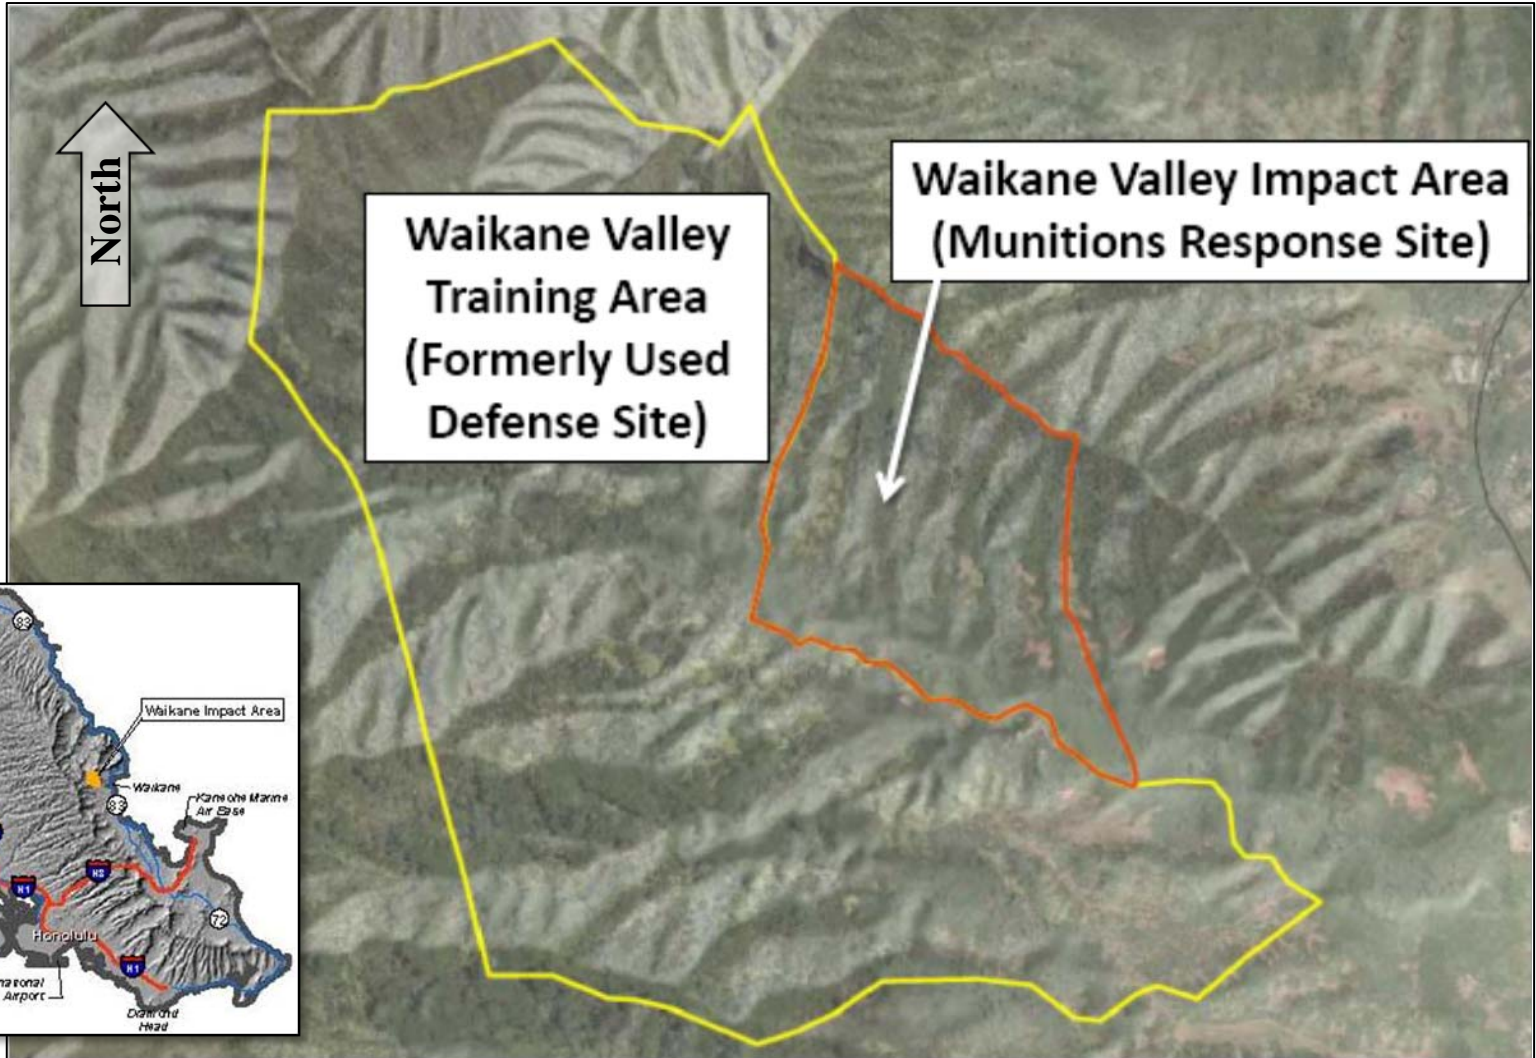 North
Waikane Valley
Training Area
(Formerly Used
Defense Site)
Waikane Valley Impact Area
(Munitions Response Site)
83
Waikane Impact Area
Waikane
83
Kaneohe Marine
Air Base
H1
H3
72
Honolulu
H1
Airport
Diamond
Head